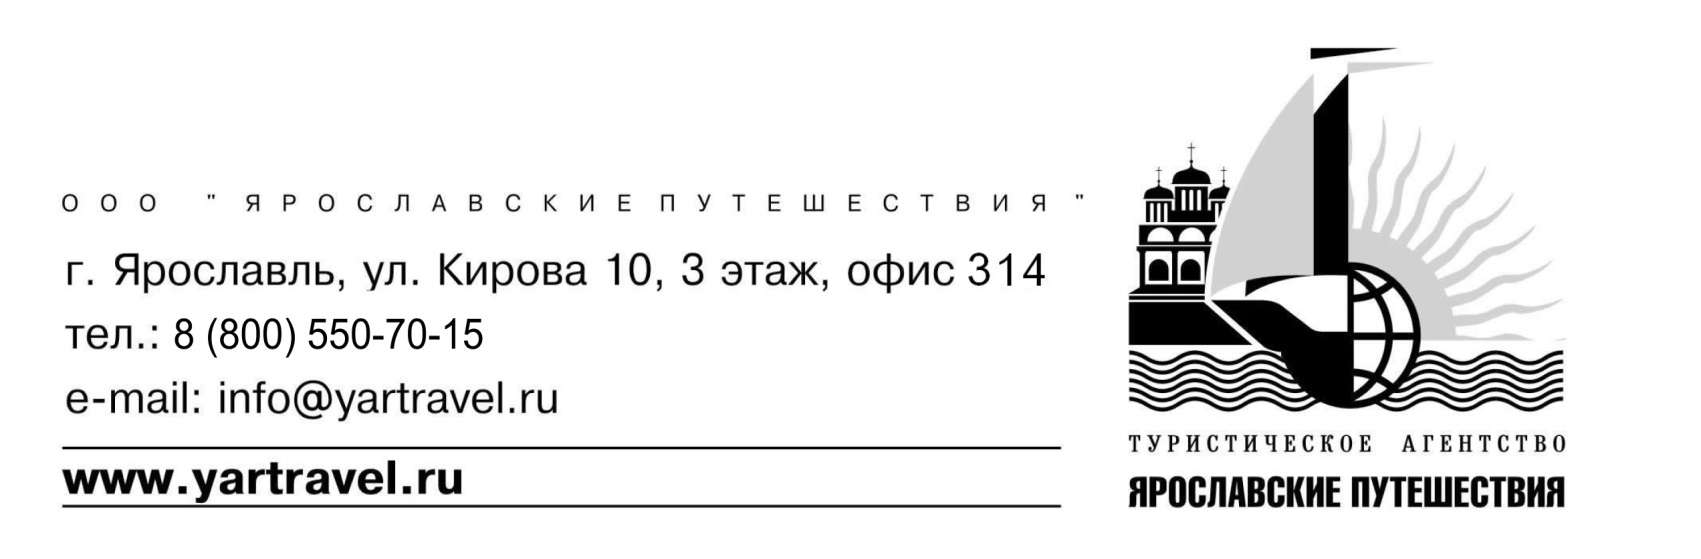 ООО "ЯРОСЛАВСКИЕ ПУТЕШЕСТВИЯ"
г. Ярославль, ул. Кирова 10, 3 этаж, офис 314
тел.: 8 (800) 550-70-15
e-mail: info@yartravel.ru
www.yartravel.ru
ТУРИСТИЧЕСКОЕ АГЕНТСТВО
ЯРОСЛАВСКИЕ ПУТЕШЕСТВИЯ